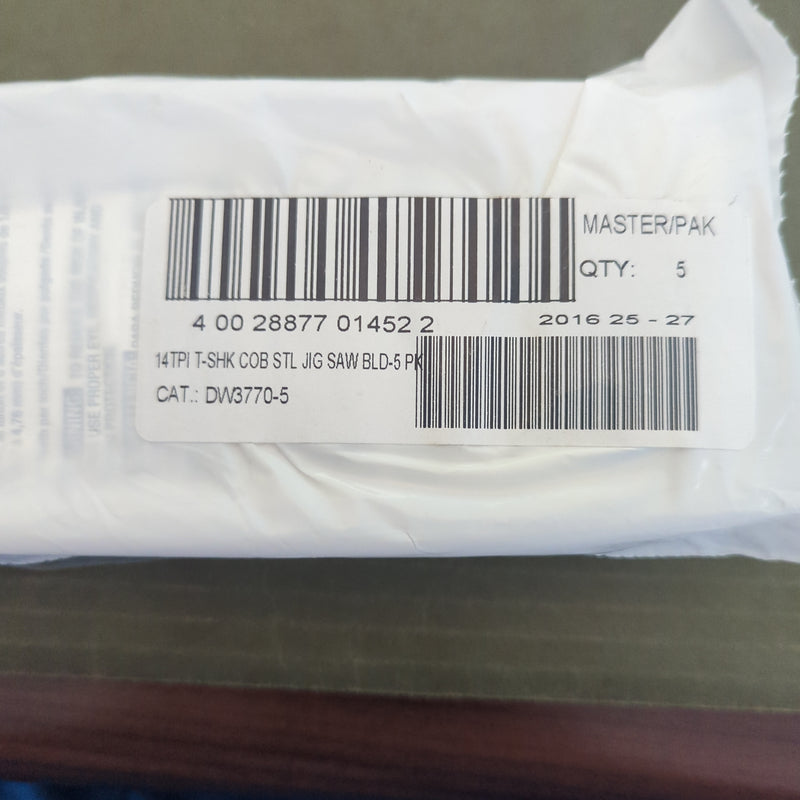 MASTER/PAK
QTY: 5
4 00 28877 01452 2
2016 25 - 27
14TPI T-SHK COB STL JIG SAW BLD-5 PK
CAT.: DW3770-5
USE PROPER EYE